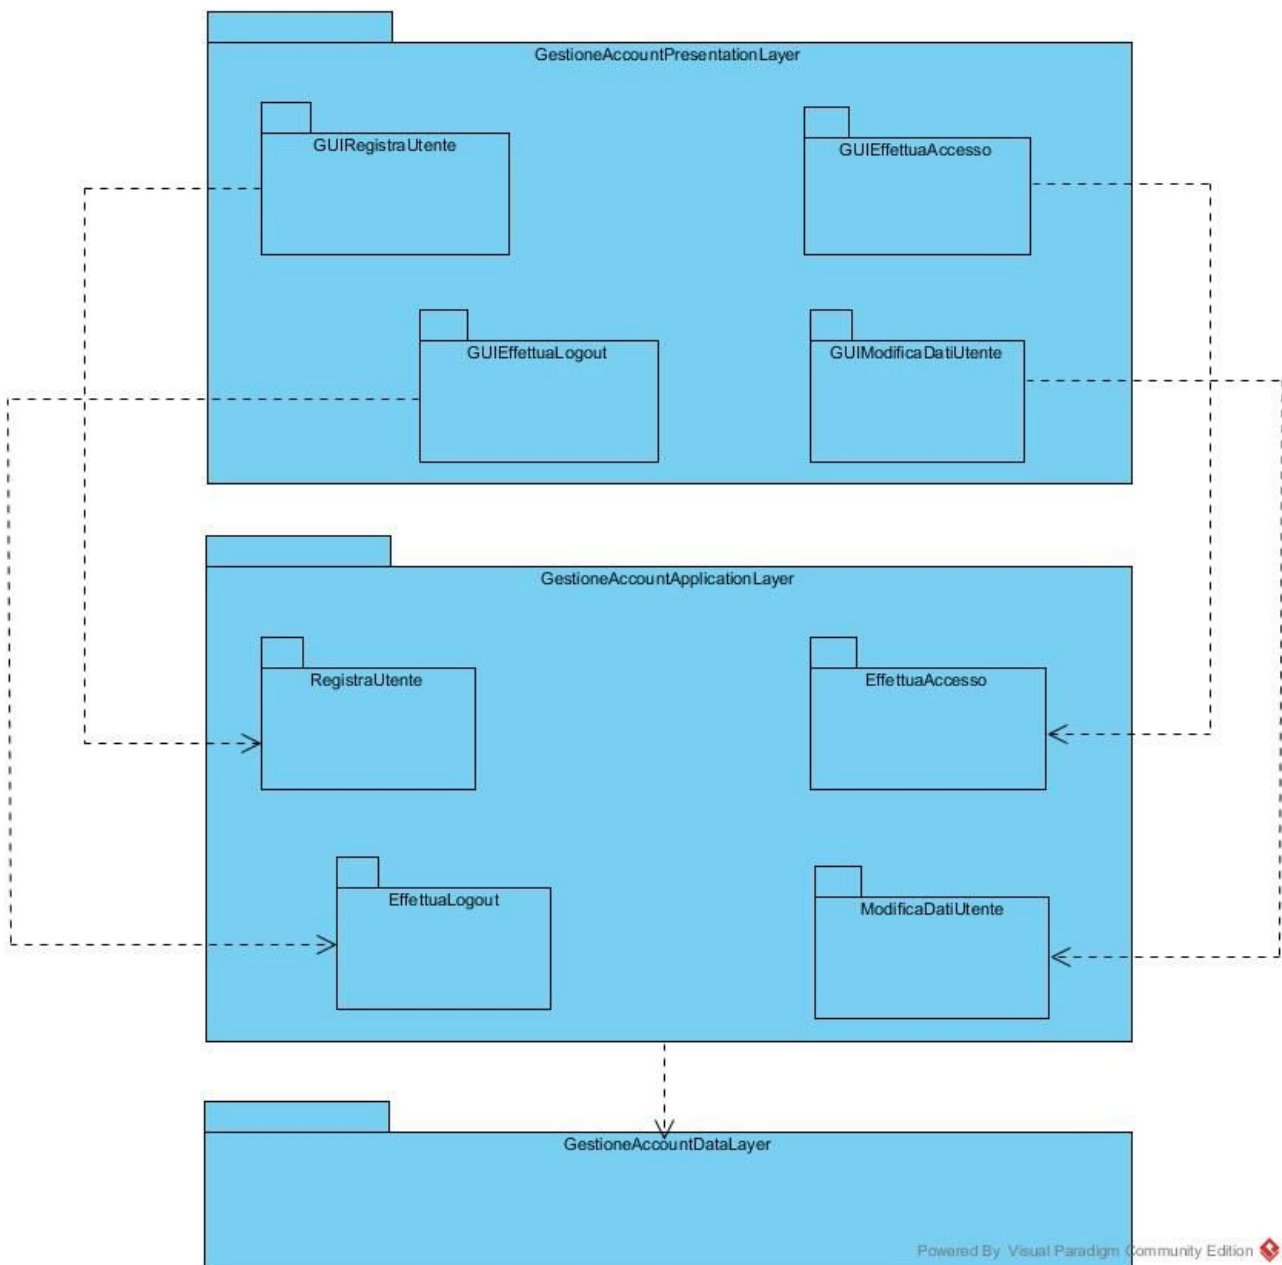 GestioneAccountPresentationLayer
GUIRegistraUtente
GUIEffettuaAccesso
GUIEffettuaLogout
GUIModificaDatiUtente
GestioneAccountApplicationLayer
RegistraUtente
EffettuaAccesso
EffettuaLogout
ModificaDatiUtente
GestioneAccountDataLayer
Powered By Visual Paradigm Community Edition